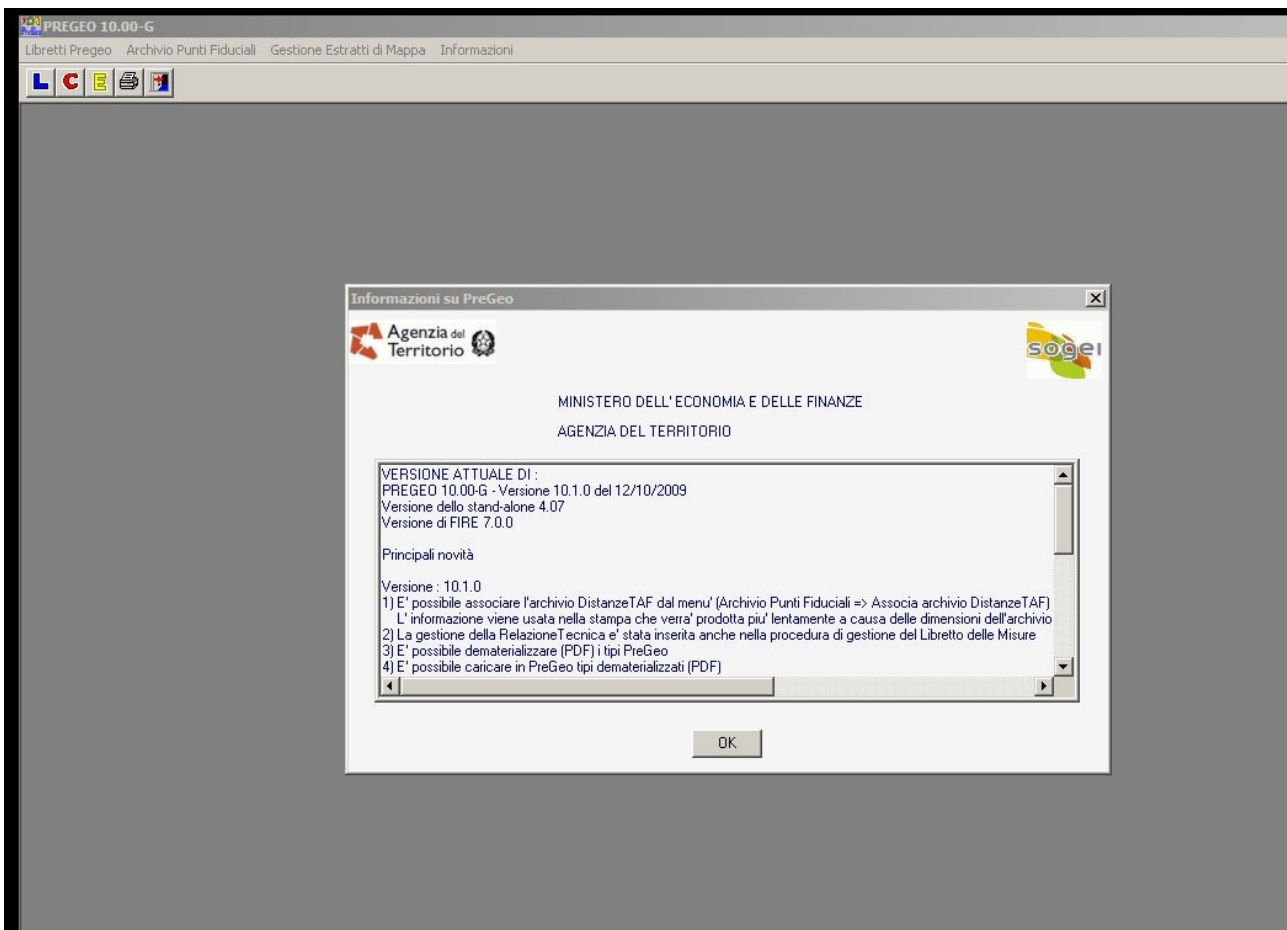 PREGEO 10.00-G
Libretti Pregeo Archivio Punti Fiduciali Gestione Estratti di Mappa Informazioni
L C E
Informazioni su PreGeo
Agenzia del
Territorio
sogei
MINISTERO DELL' ECONOMIA E DELLE FINANZE
AGENZIA DEL TERRITORIO
VERSIONE ATTUALE DI :
PREGEO 10.00-G - Versione 10.1.0 del 12/10/2009
Versione dello stand-alone 4.07
Versione di FIRE 7.0.0
Principali novità
Versione : 10.1.0
1) E' possibile associare l'archivio DistanzeTAF dal menu' (Archivio Punti Fiduciali => Associa archivio DistanzeTAF)
L' informazione viene usata nella stampa che verra' prodotta piu' lentamente a causa delle dimensioni dell'archivio
2) La gestione della RelazioneTecnica e' stata inserita anche nella procedura di gestione del Libretto delle Misure
3) E' possibile dematerializzare (PDF) i tipi PreGeo
4) E' possibile caricare in PreGeo tipi dematerializzati (PDF)
OK